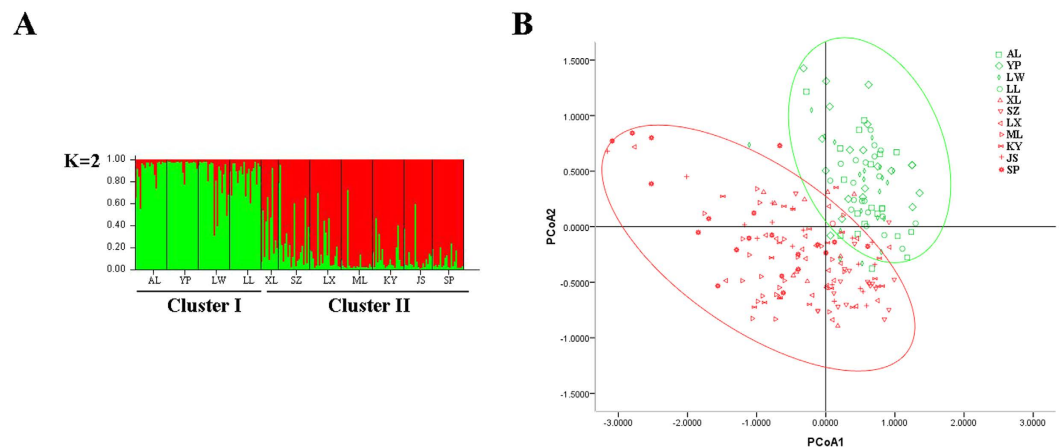 A
K=2
1.00
0.80
0.60
0.40
0.20
0.00
AL YP LW LL XL SZ LX ML KY JS SP
Cluster I Cluster II
B
1.5000
1.0000
0.5000
0.0000
-0.5000
-1.0000
-1.5000
PCoA2
-3.0000 -2.0000 -1.0000 0.0000 1.0000 2.0000 3.0000
PCoA1
AL
YP
LW
LL
XL
SZ
LX
ML
KY
JS
SP